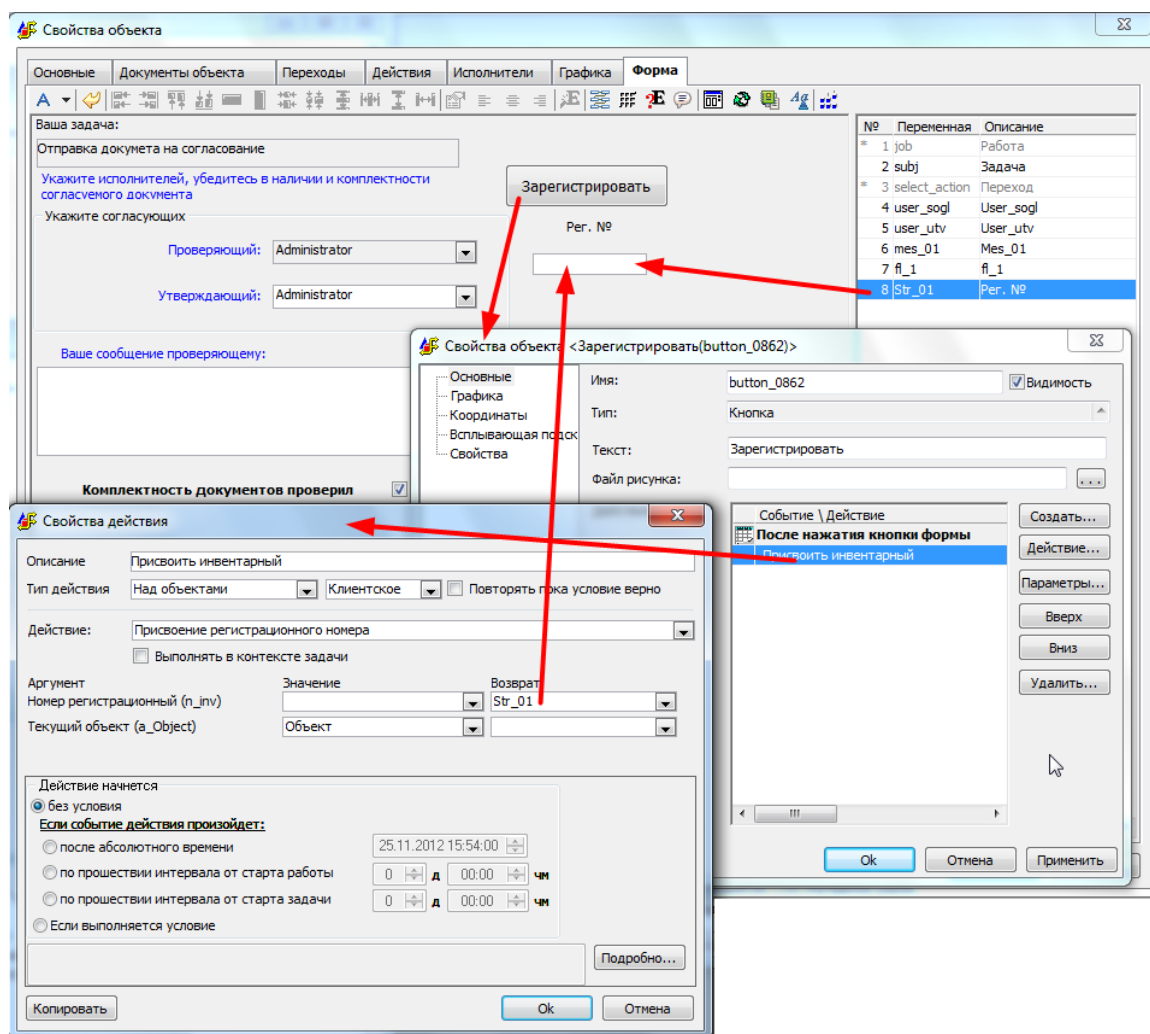 Свойства объекта
Основные Документы объекта Переходы Действия Исполнители Графика Форма
Ваша задача:
Отправка докумета на согласование
Укажите исполнителей, убедитесь в наличии и комплектности
согласуемого документа
Зарегистрировать
Укажите согласующих
Рег. №
Проверяющий: Administrator
Утверждающий: Administrator
Ваше сообщение проверяющему:
Комплектность документов проверил
№ Переменная Описание
* 1 job Работа
2 subj Задача
* 3 select_action Переход
4 user_sogl User_sogl
5 user_utv User_utv
6 mes_01 Mes_01
7 fl_1 fl_1
8 Str_01 Рег. №
Свойства объекта <Зарегистрировать(button_0862)>
Основные
Графика
Координаты
Всплывающая подск
Свойства
Имя: button_0862 Видимость
Тип: Кнопка
Текст: Зарегистрировать
Файл рисунка: ...
Событие \ Действие
После нажатия кнопки формы
Присвоить инвентарный
Создать...
Действие...
Параметры...
Вверх
Вниз
Удалить...
Ok Отмена Применить
Свойства действия
Описание Присвоить инвентарный
Тип действия Над объектами Клиентское Повторять пока условие верно
Действие: Присвоение регистрационного номера
Выполнять в контексте задачи
Аргумент Значение Возврат
Номер регистрационный (n_inv) Str_01
Текущий объект (a_Object) Объект
Действие начнется
без условия
Если событие действия произойдет:
после абсолютного времени 25.11.2012 15:54:00
по прошествии интервала от старта работы 0 д 00:00 чм
по прошествии интервала от старта задачи 0 д 00:00 чм
Если выполняется условие
Подробно...
Копировать Ok Отмена